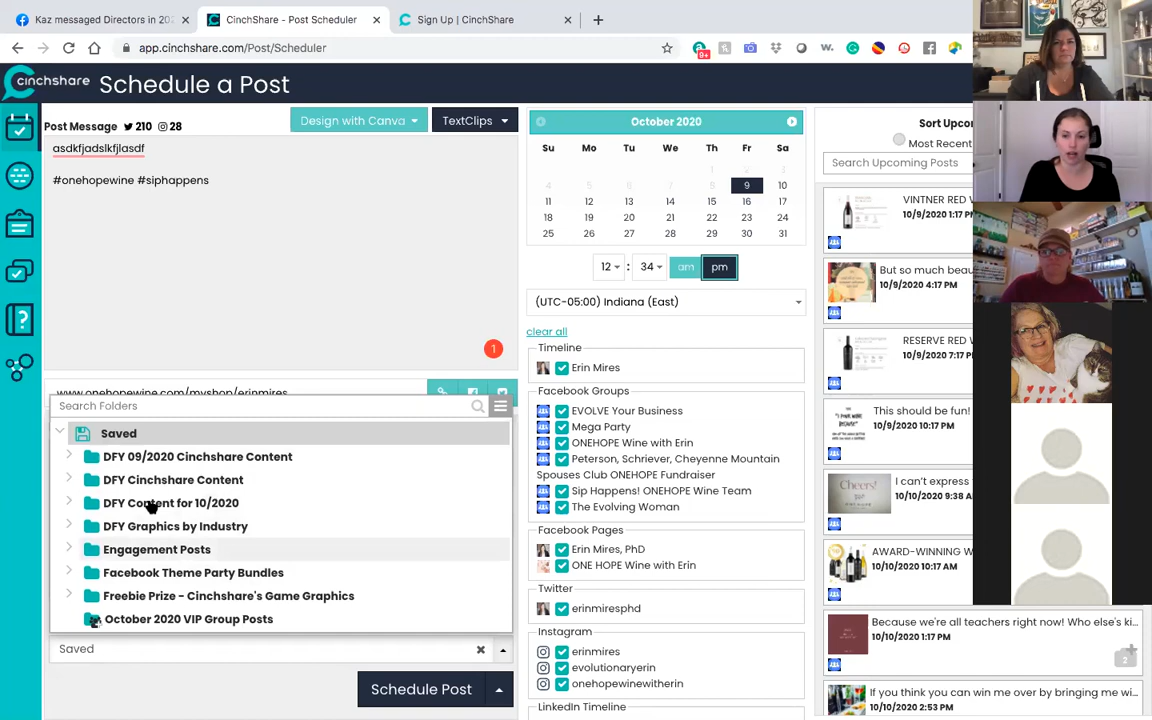 Kaz messaged Directors in 202
CinchShare - Post Scheduler
Sign Up | CinchShare
app.cinchshare.com/Post/Scheduler
9+
cinchshare
Schedule a Post
Post Message 210 28
Design with Canva
TextClips
asdkfjadslkfjlasdf
#onehopewine #siphappens
1
www.onehopewine.com/myshop/erinmires
Search Folders
Saved
DFY 09/2020 Cinchshare Content
DFY Cinchshare Content
DFY Content for 10/2020
DFY Graphics by Industry
Engagement Posts
Facebook Theme Party Bundles
Freebie Prize - Cinchshare's Game Graphics
October 2020 VIP Group Posts
Saved
Schedule Post
October 2020
Su Mo Tu We Th Fr Sa
1 2 3
4 5 6 7 8 9 10
11 12 13 14 15 16 17
18 19 20 21 22 23 24
25 26 27 28 29 30 31
12 : 34 am pm
(UTC-05:00) Indiana (East)
clear all
Timeline
Erin Mires
Facebook Groups
EVOLVE Your Business
Mega Party
ONEHOPE Wine with Erin
Peterson, Schriever, Cheyenne Mountain
Spouses Club ONEHOPE Fundraiser
Sip Happens! ONEHOPE Wine Team
The Evolving Woman
Facebook Pages
Erin Mires, PhD
ONE HOPE Wine with Erin
Twitter
erinmiresphd
Instagram
erinmires
evolutionaryerin
onehopewinewitherin
LinkedIn Timeline
Sort Upcom
Most Recent
Search Upcoming Posts
VINTNER RED W
10/9/2020 1:17 PM
But so much beau
10/9/2020 4:17 PM
RESERVE RED W
10/9/2020 7:17 P
This should be fun!
10/9/2020 10:17 PM
I can't express
10/10/2020 9:38 A
Cheers!
AWARD-WINNING W
10/10/2020 10:17 AM
Because we're all teachers right now! Who else's ki...
10/10/2020 1:17 PM
2
If you think you can win me over by bringing me wi...
10/10/2020 2:53 PM